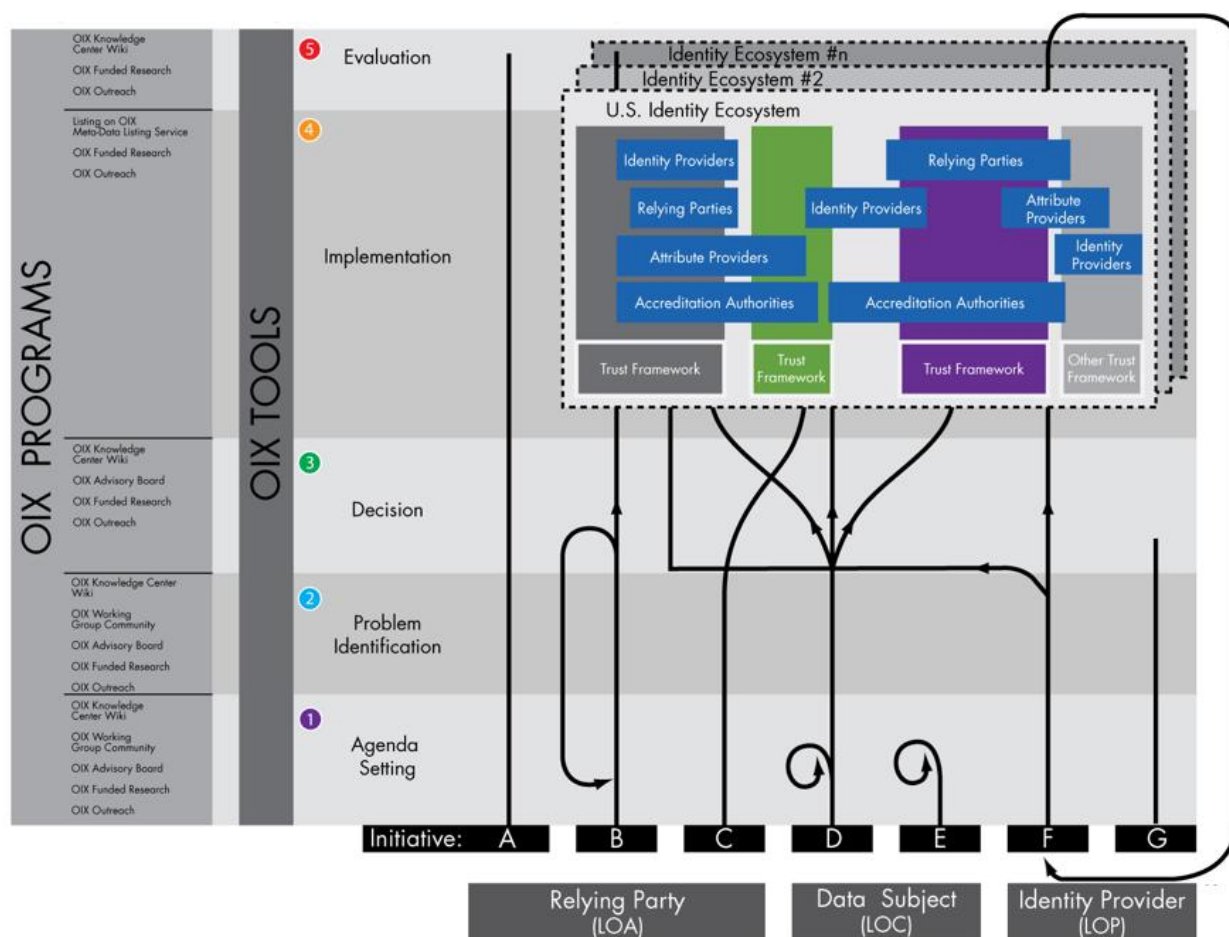 OIX PROGRAMS
OIX TOOLS
OIX Knowledge
Center Wiki
OIX Funded Research
OIX Outreach
5
Evaluation
Listing on OIX
Meta-Data Listing Service
OIX Funded Research
OIX Outreach
4
Implementation
OIX Knowledge
Center Wiki
OIX Advisory Board
OIX Funded Research
OIX Outreach
3
Decision
OIX Knowledge Center
Wiki
OIX Working
Group Community
OIX Advisory Board
OIX Funded Research
OIX Outreach
2
Problem
Identification
OIX Knowledge
Center Wiki
OIX Working
Group Community
OIX Advisory Board
OIX Funded Research
OIX Outreach
1
Agenda
Setting
Identity Ecosystem #n
Identity Ecosystem #2
U.S. Identity Ecosystem
Identity Providers
Relying Parties
Relying Parties
Identity Providers
Attribute
Providers
Attribute Providers
Identity
Providers
Accreditation Authorities
Accreditation Authorities
Trust Framework
Trust
Framework
Trust Framework
Other Trust
Framework
Initiative: A B C D E F G
Relying Party
(LOA)
Data Subject
(LOC)
Identity Provider
(LOP)